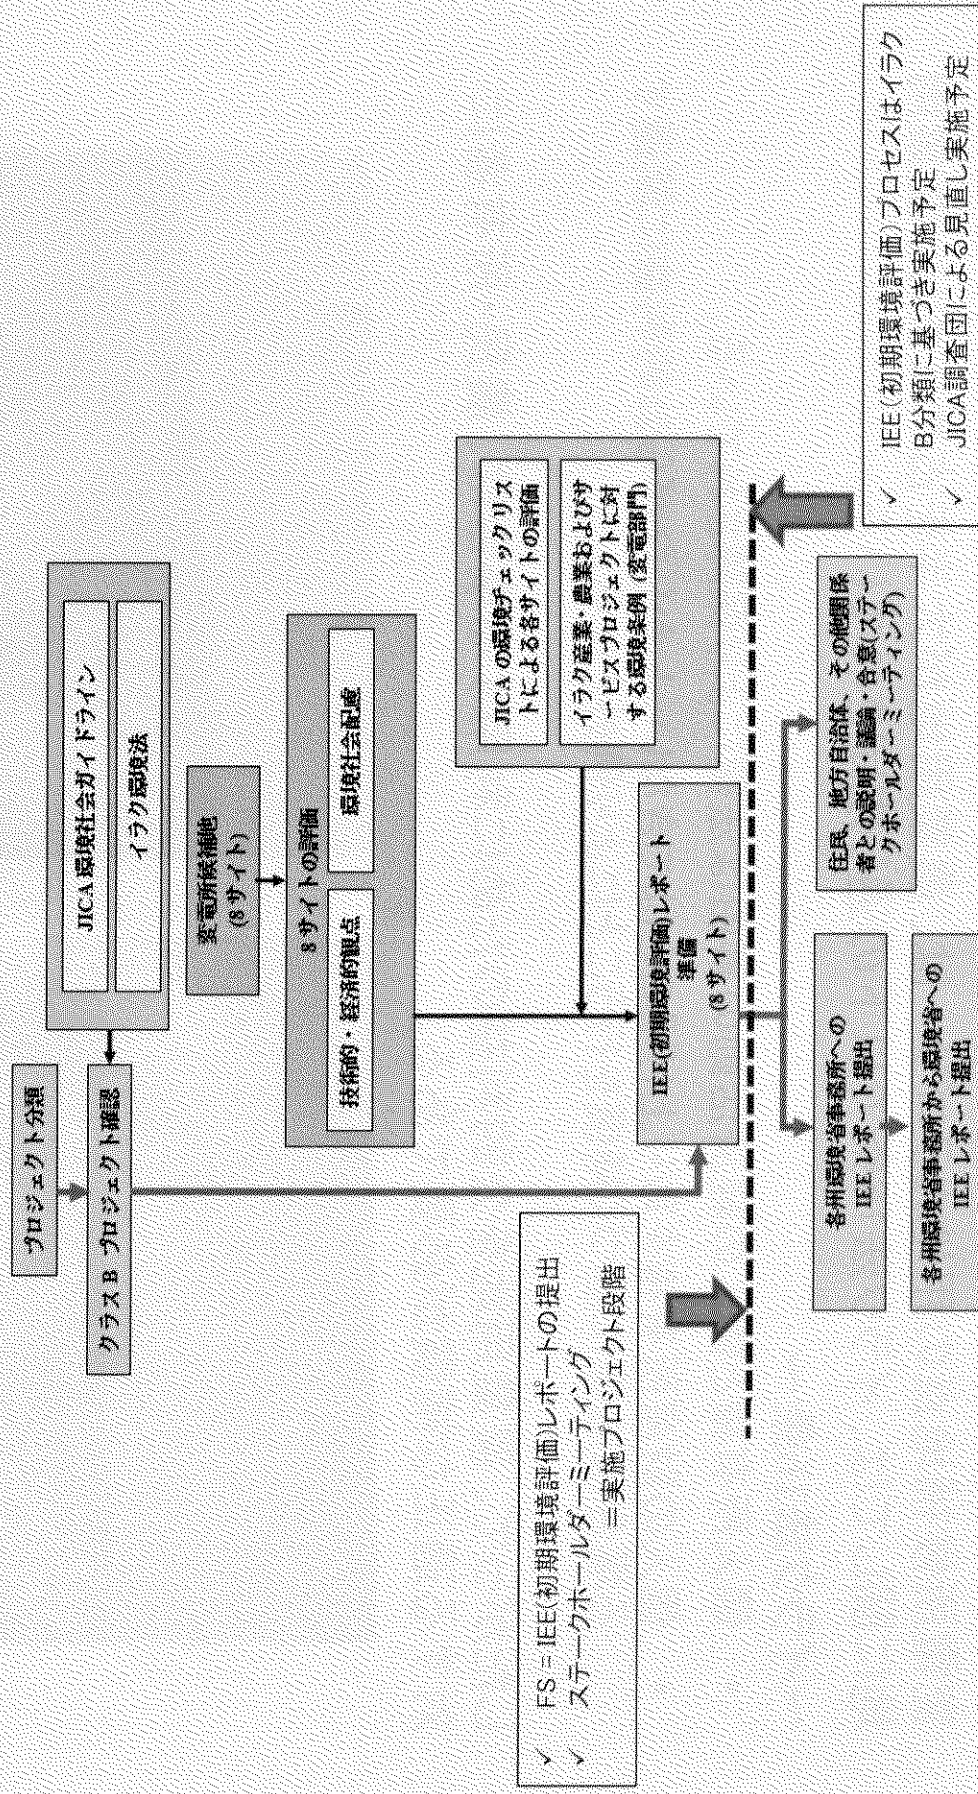 プロジェクト分類
クラスB プロジェクト確認
JICA 環境社会ガイドライン
イラク環境法
変電所候補地
(8サイト)
8サイトの評価
技術的・経済的観点
環境社会配慮
JICAの環境チェックリス
トによる各サイトの評価
イラク産業・農業およびサ
ービスプロジェクトに対
する環境条例（変電部門）
IEE(初期環境評価)レポート
準備
(8サイト)
✓ FS = IEE(初期環境評価)レポートの提出
✓ ステークホールダーミーティング
=実施プロジェクト段階
✓ IEE(初期環境評価)プロセスはイラク
B分類に基づき実施予定
✓ JICA調査団による見直し実施予定
各州環境省事務所への
IEE レポート提出
各州環境省事務所から環境省への
IEE レポート提出
住民、地方自治体、その他関係
者との説明・議論・合意(ステー
クホールダーミーティング)